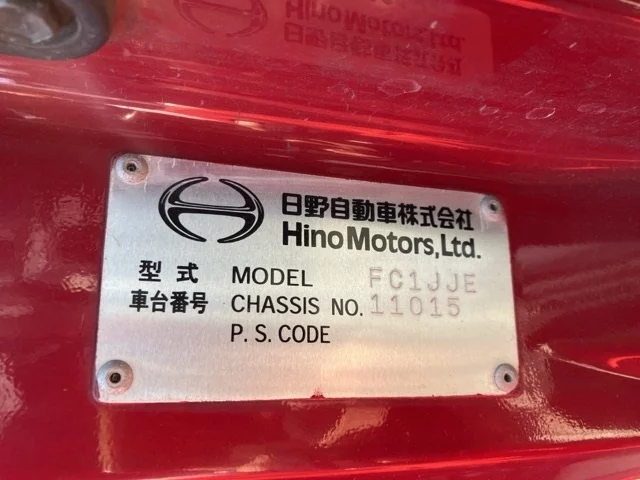 日野自動車株式会社
Hino Motors, Ltd.
型式 MODEL FC1JJE
車台番号 CHASSIS NO. 11015
P. S. CODE